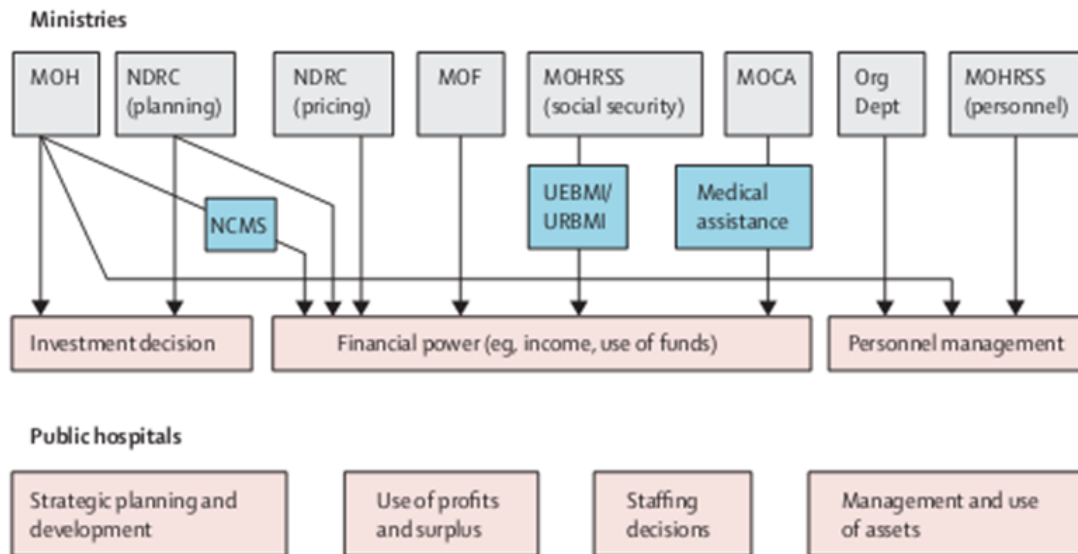 Ministries
MOH
NDRC
(planning)
NDRC
(pricing)
MOF
MOHRSS
(social security)
MOCA
Org
Dept
MOHRSS
(personnel)
NCMS
UEBMI/
URBMI
Medical
assistance
Investment decision
Financial power (eg, income, use of funds)
Personnel management
Public hospitals
Strategic planning and
development
Use of profits
and surplus
Staffing
decisions
Management and use
of assets